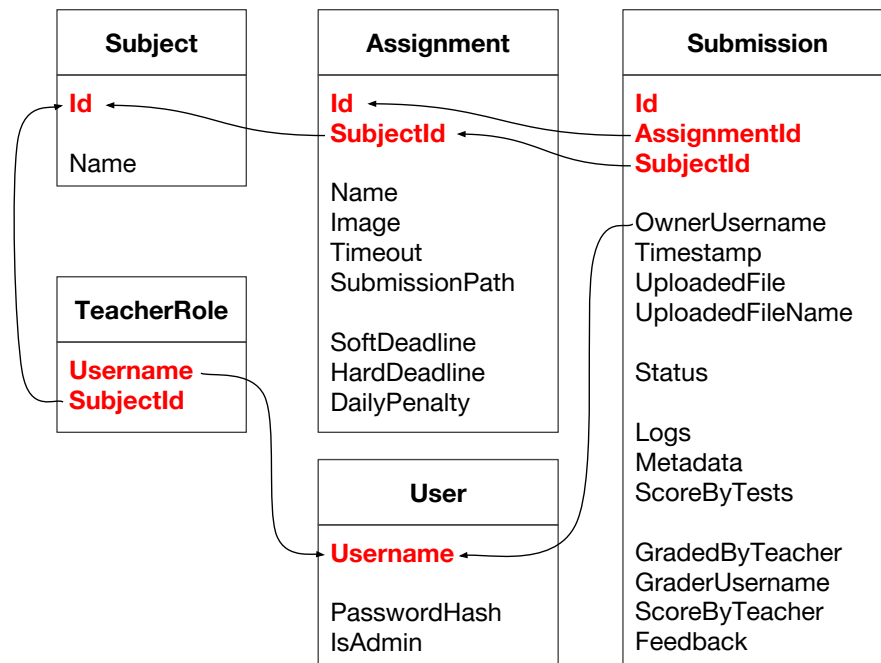 Subject
Id
Name
Assignment
Id
SubjectId
Name
Image
Timeout
SubmissionPath
SoftDeadline
HardDeadline
DailyPenalty
Submission
Id
AssignmentId
SubjectId
OwnerUsername
Timestamp
UploadedFile
UploadedFileName
Status
Logs
Metadata
ScoreByTests
GradedByTeacher
GraderUsername
ScoreByTeacher
Feedback
TeacherRole
Username
SubjectId
User
Username
PasswordHash
IsAdmin